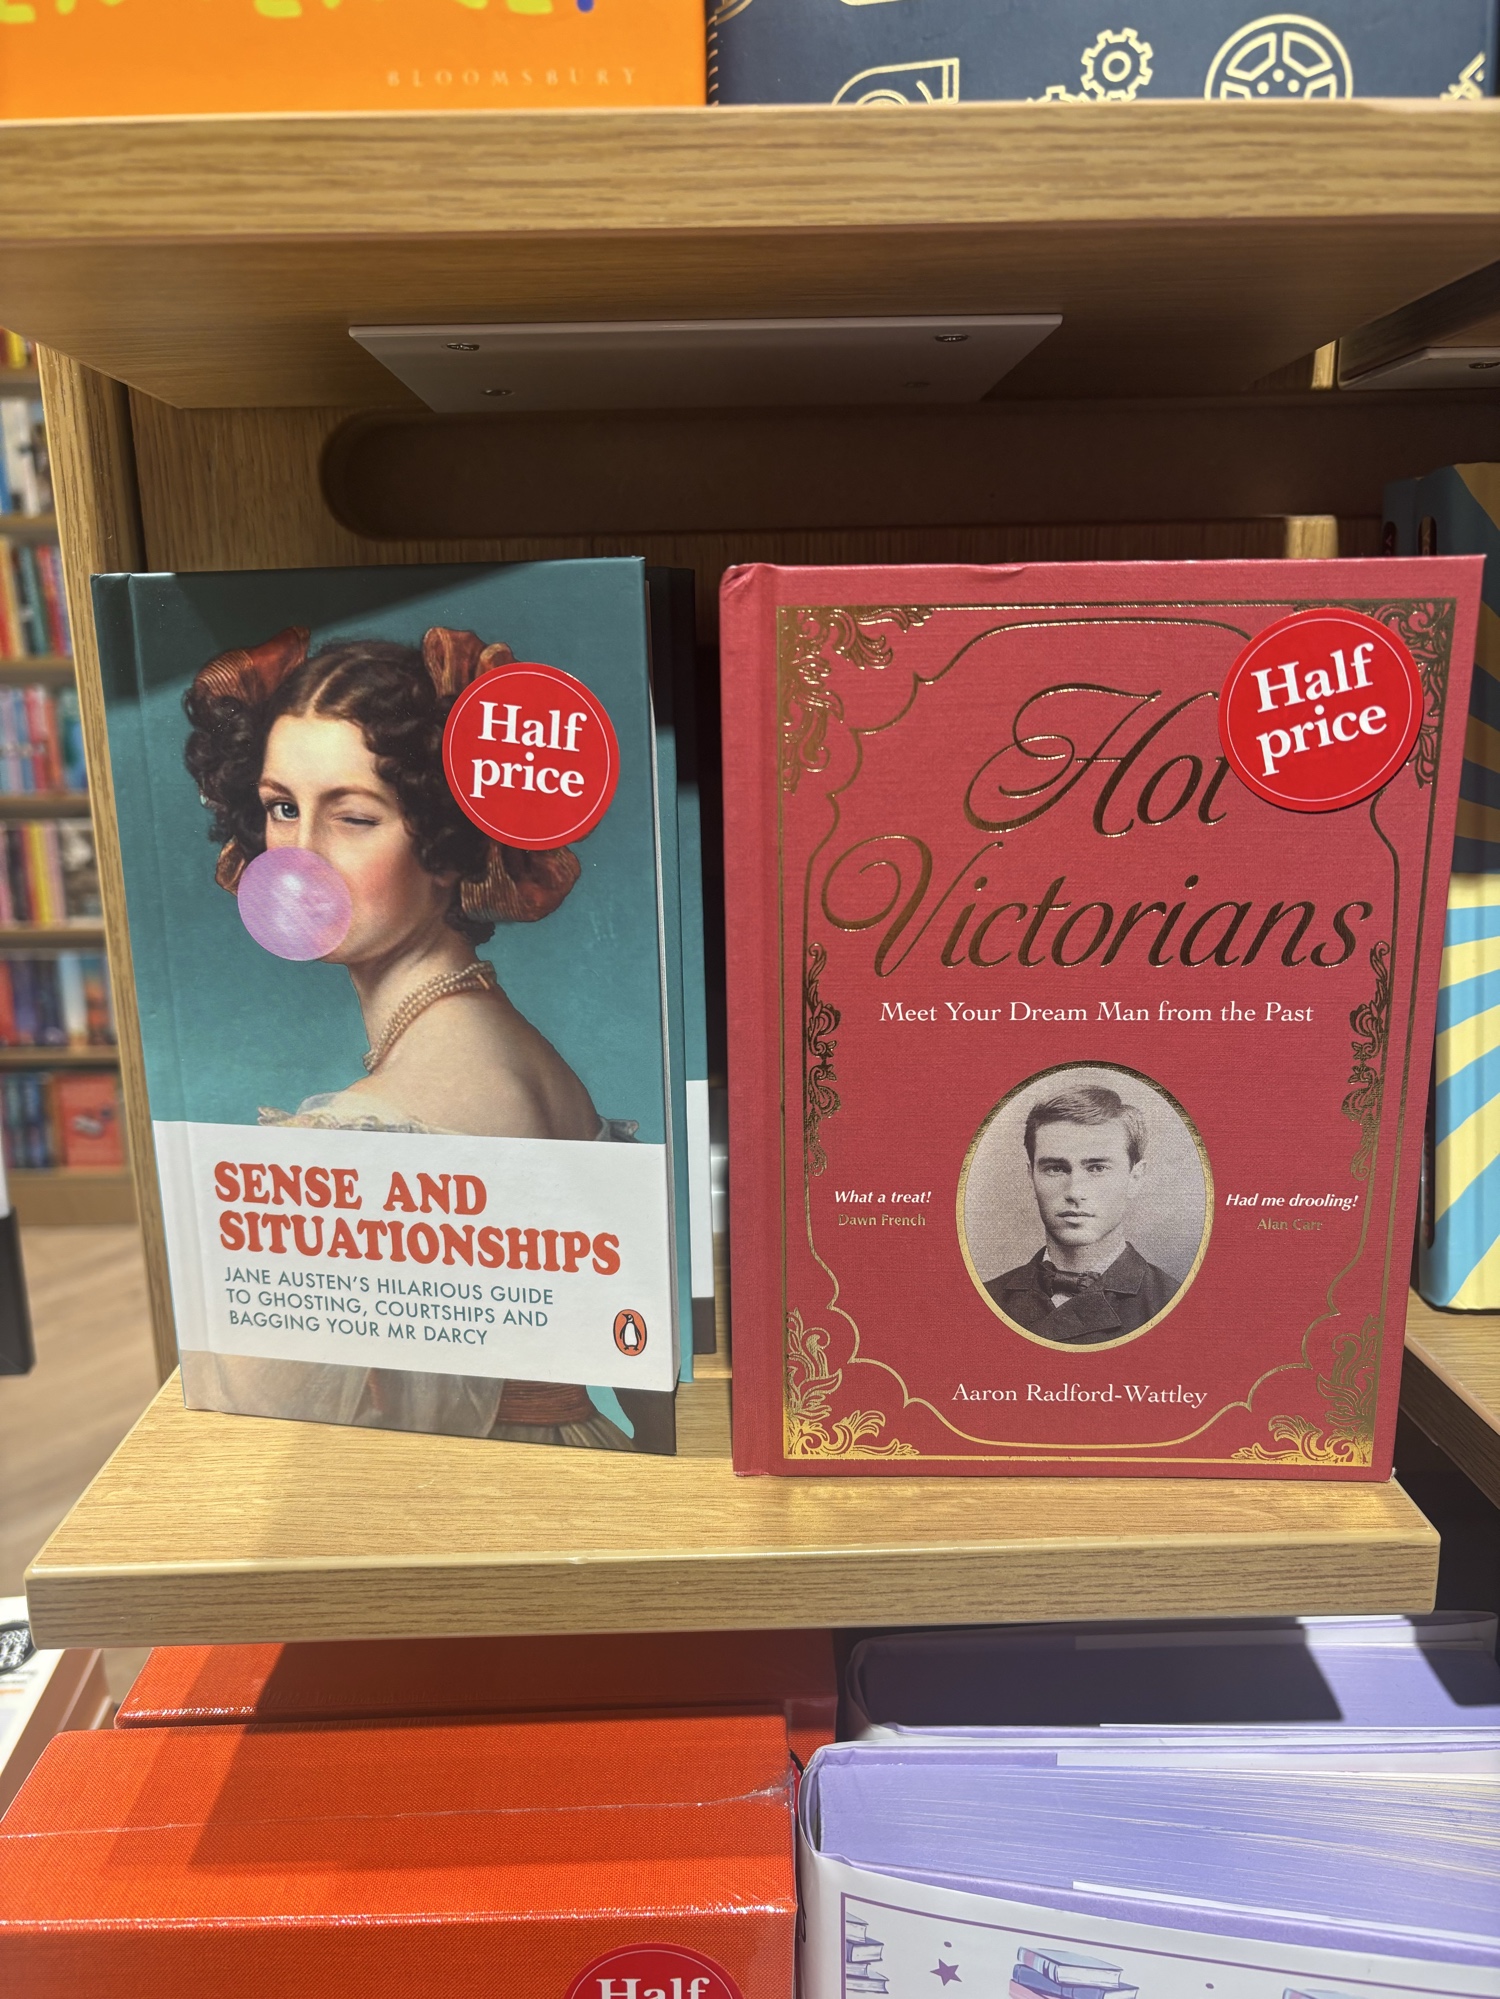 BLOOMSBURY
Half
price
SENSE AND
SITUATIONSHIPS
JANE AUSTEN'S HILARIOUS GUIDE
TO GHOSTING, COURTSHIPS AND
BAGGING YOUR MR DARCY
Half
price
Hot
Victorians
Meet Your Dream Man from the Past
What a treat!
Dawn French
Had me drooling!
Alan Carr
Aaron Radford-Wattley
Half